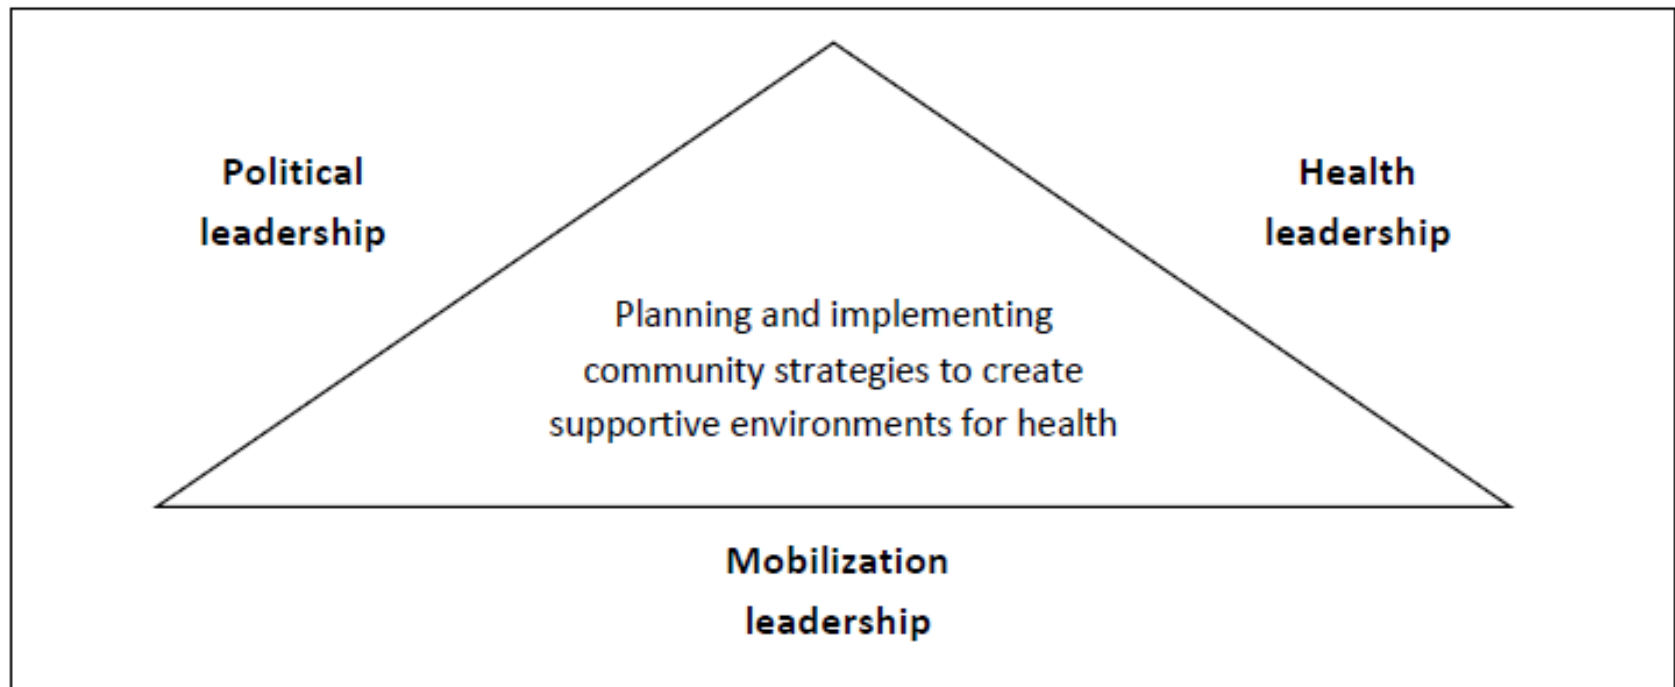 Political
leadership
Health
leadership
Planning and implementing
community strategies to create
supportive environments for health
Mobilization
leadership